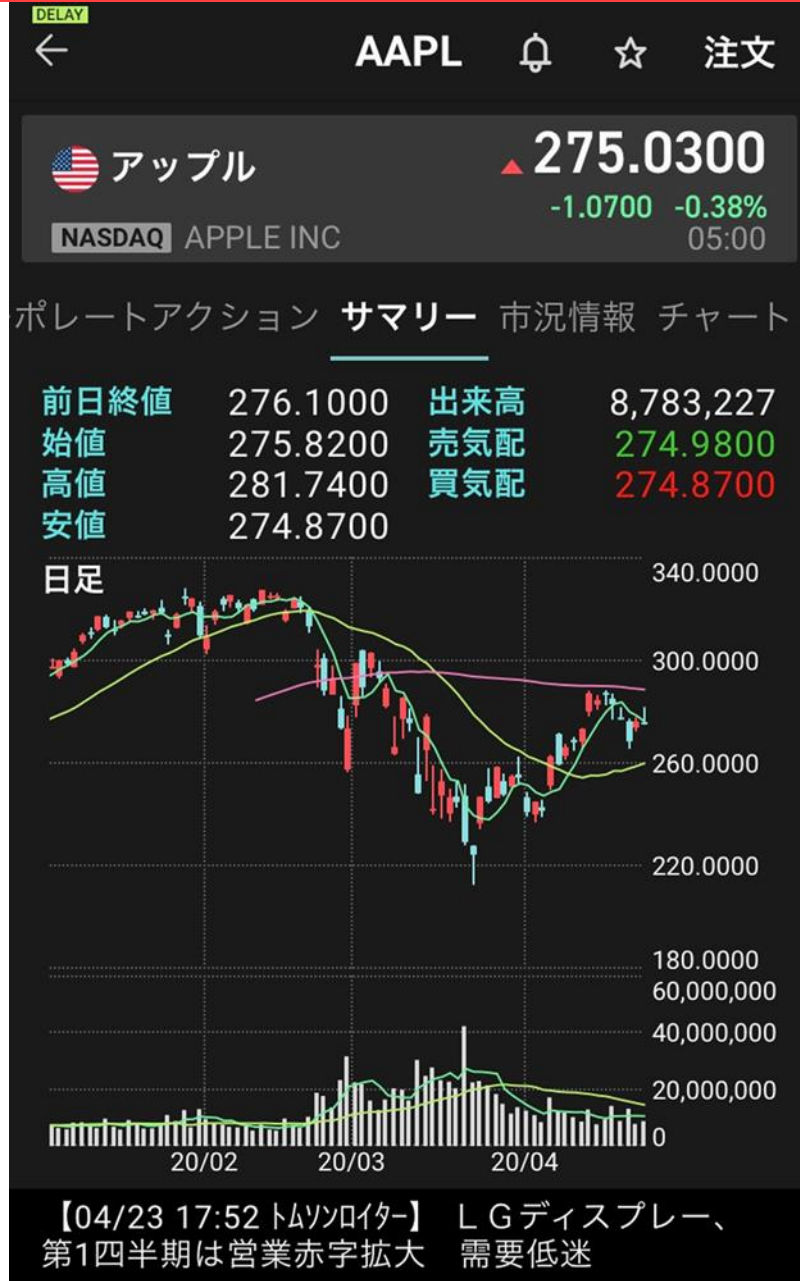 DELAY
AAPL 注文
アップル 275.0300
-1.0700 -0.38%
NASDAQ APPLE INC 05:00
ポレートアクション サマリー 市況情報 チャート
前日終値 276.1000 出来高 8,783,227
始値 275.8200 売気配 274.9800
高値 281.7400 買気配 274.8700
安値 274.8700
日足
340.0000
300.0000
260.0000
220.0000
180.0000
60,000,000
40,000,000
20,000,000
0
20/02 20/03 20/04
【04/23 17:52 ﾄﾑｿﾝﾛｲﾀｰ】 ＬＧディスプレー、
第1四半期は営業赤字拡大 需要低迷